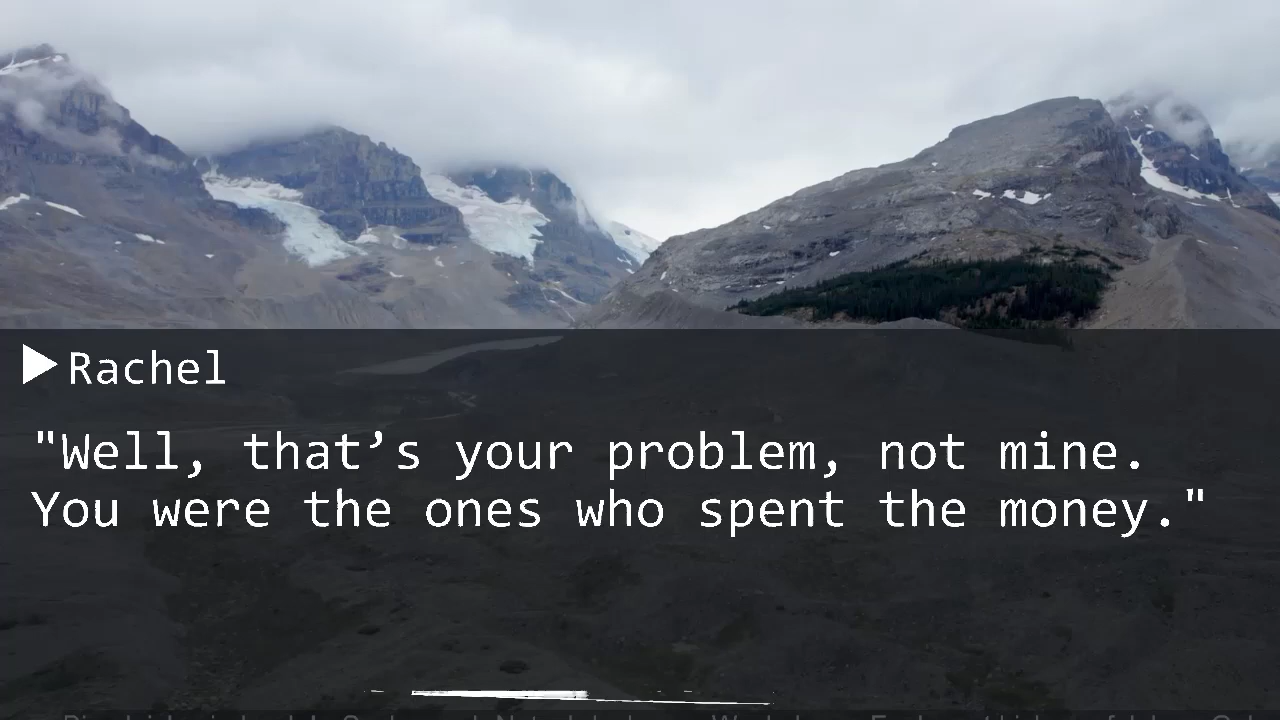 ▶Rachel
"Well, that’s your problem, not mine.
You were the ones who spent the money."